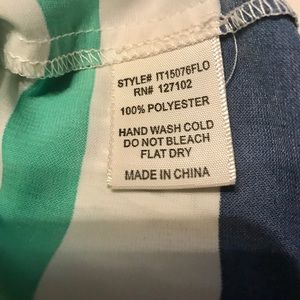 STYLE# IT15076FLO
RN# 127102
100% POLYESTER
HAND WASH COLD
DO NOT BLEACH
FLAT DRY
MADE IN CHINA